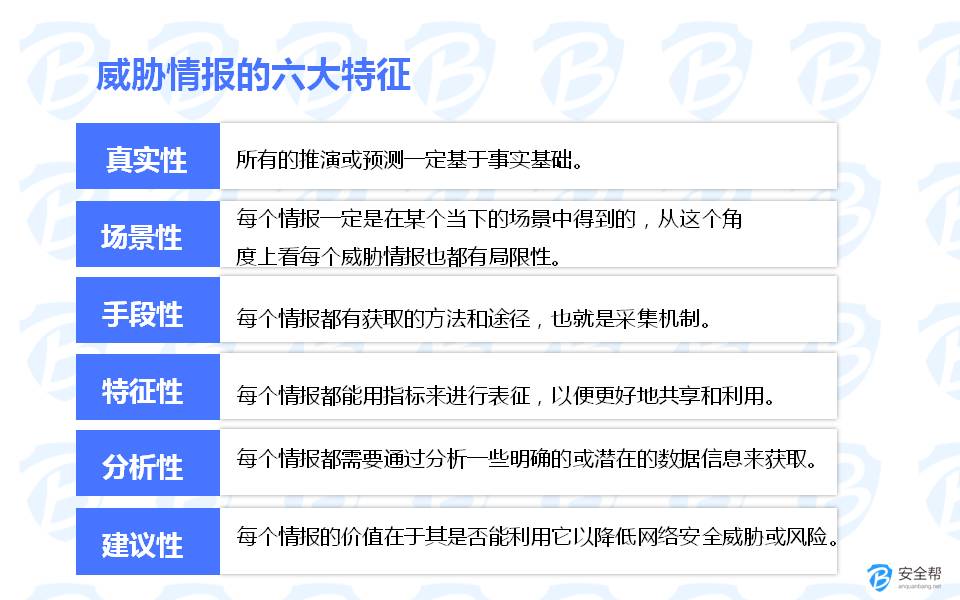 威胁情报的六大特征
真实性
所有的推演或预测一定基于事实基础。
场景性
每个情报一定是在某个当下的场景中得到的，从这个角
度上看每个威胁情报也都有局限性。
手段性
每个情报都有获取的方法和途径，也就是采集机制。
特征性
每个情报都能用指标来进行表征，以便更好地共享和利用。
分析性
每个情报都需要通过分析一些明确的或潜在的数据信息来获取。
建议性
每个情报的价值在于其是否能利用它以降低网络安全威胁或风险。
安全帮
anquanbang.net